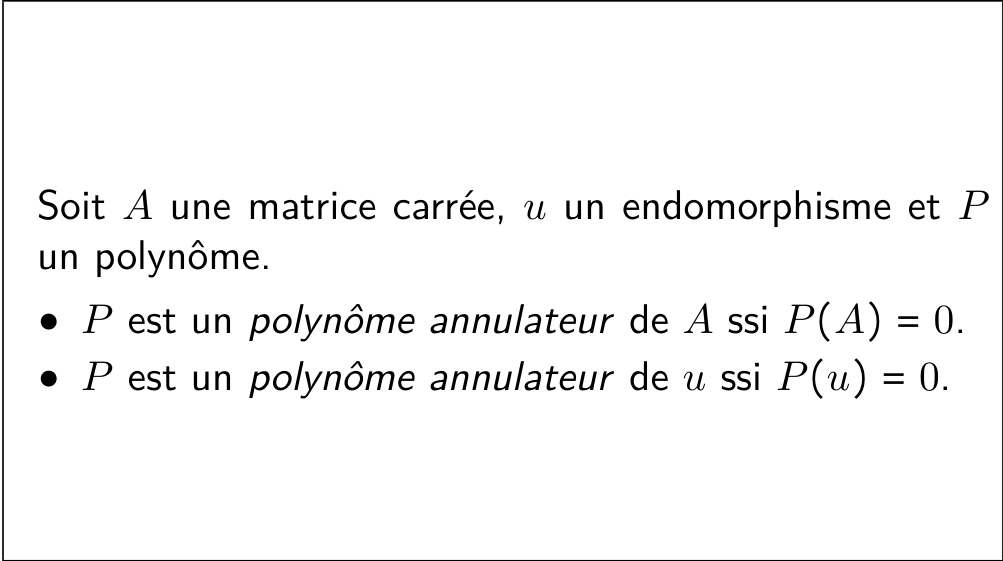 Soit A une matrice carrée, u un endomorphisme et P
un polynôme.
• P est un polynôme annulateur de A ssi P(A) = 0.
• P est un polynôme annulateur de u ssi P(u) = 0.